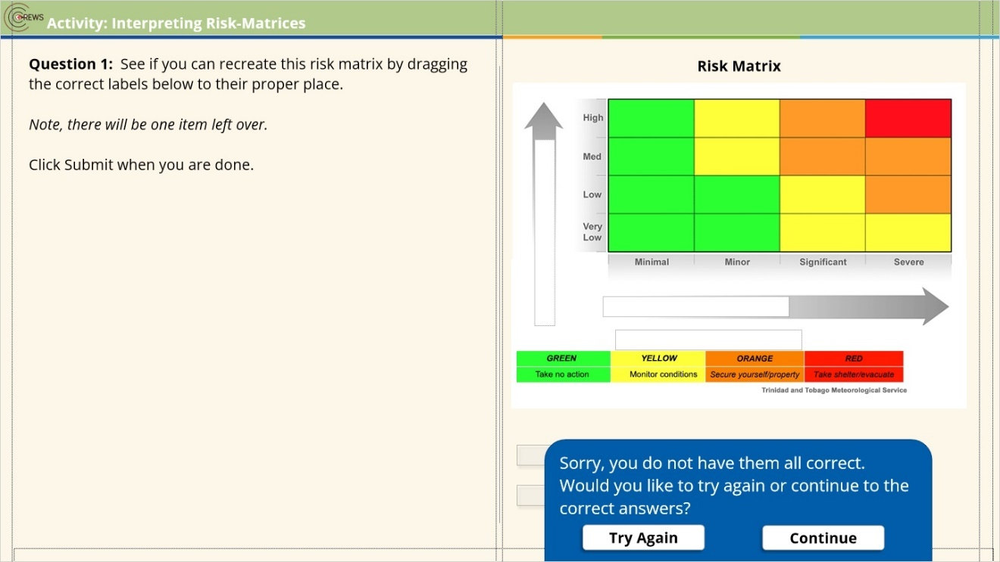 CREWS
Activity: Interpreting Risk-Matrices
Question 1: See if you can recreate this risk matrix by dragging
the correct labels below to their proper place.
Note, there will be one item left over.
Click Submit when you are done.
Risk Matrix
High
Med
Low
Very
Low
Minimal Minor Significant Severe
GREEN YELLOW ORANGE RED
Take no action Monitor conditions Secure yourself/property Take shelter/evacuate
Trinidad and Tobago Meteorological Service
Sorry, you do not have them all correct.
Would you like to try again or continue to the
correct answers?
Try Again Continue